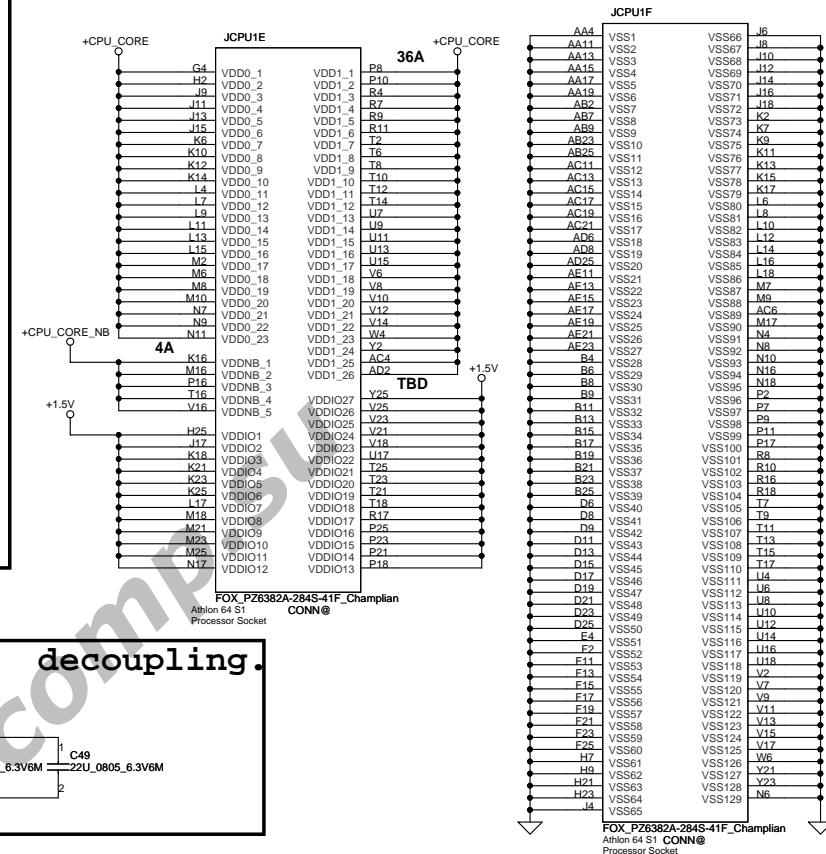 JCPU1E
+CPU_CORE +CPU_CORE
36A
G4 VDD0_1 VDD1_1 P8
H2 VDD0_2 VDD1_2 P10
J9 VDD0_3 VDD1_3 R4
J11 VDD0_4 VDD1_4 R7
J13 VDD0_5 VDD1_5 R9
J15 VDD0_6 VDD1_6 R11
K6 VDD0_7 VDD1_7 T2
K10 VDD0_8 VDD1_8 T6
K12 VDD0_9 VDD1_9 T8
K14 VDD0_10 VDD1_10 T10
L4 VDD0_11 VDD1_11 T12
L7 VDD0_12 VDD1_12 T14
L9 VDD0_13 VDD1_13 U7
L11 VDD0_14 VDD1_14 U9
L13 VDD0_15 VDD1_15 U11
L15 VDD0_16 VDD1_16 U13
M2 VDD0_17 VDD1_17 U15
M6 VDD0_18 VDD1_18 V6
M8 VDD0_19 VDD1_19 V8
M10 VDD0_20 VDD1_20 V10
N7 VDD0_21 VDD1_21 V12
N9 VDD0_22 VDD1_22 V14
N11 VDD0_23 VDD1_23 W4
VDD1_24 Y2
VDD1_25 AC4
VDD1_26 AD2
+CPU_CORE_NB
4A
K16 VDDNB_1
M16 VDDNB_2
P16 VDDNB_3
T16 VDDNB_4
V16 VDDNB_5
+1.5V
TBD
+1.5V
VDDIO27 Y25
VDDIO26 V25
VDDIO25 V23
H25 VDDIO1 VDDIO24 V21
J17 VDDIO2 VDDIO23 V18
K18 VDDIO3 VDDIO22 U17
K21 VDDIO4 VDDIO21 T25
K23 VDDIO5 VDDIO20 T23
K25 VDDIO6 VDDIO19 T21
L17 VDDIO7 VDDIO18 T18
M18 VDDIO8 VDDIO17 R17
M21 VDDIO9 VDDIO16 P25
M23 VDDIO10 VDDIO15 P23
M25 VDDIO11 VDDIO14 P21
N17 VDDIO12 VDDIO13 P18
FOX_PZ6382A-284S-41F_Champlian
Athlon 64 S1 CONN@
Processor Socket
decoupling.
1
C49
_6.3V6M 22U_0805_6.3V6M
2
comp.su
JCPU1F
AA4 VSS1 VSS66 J6
AA11 VSS2 VSS67 J8
AA13 VSS3 VSS68 J10
AA15 VSS4 VSS69 J12
AA17 VSS5 VSS70 J14
AA19 VSS6 VSS71 J16
AB2 VSS7 VSS72 J18
AB7 VSS8 VSS73 K2
AB9 VSS9 VSS74 K7
AB23 VSS10 VSS75 K9
AB25 VSS11 VSS76 K11
AC11 VSS12 VSS77 K13
AC13 VSS13 VSS78 K15
AC15 VSS14 VSS79 K17
AC17 VSS15 VSS80 L6
AC19 VSS16 VSS81 L8
AC21 VSS17 VSS82 L10
AD6 VSS18 VSS83 L12
AD8 VSS19 VSS84 L14
AD25 VSS20 VSS85 L16
AE11 VSS21 VSS86 L18
AE13 VSS22 VSS87 M7
AE15 VSS23 VSS88 M9
AE17 VSS24 VSS89 AC6
AE19 VSS25 VSS90 M17
AE21 VSS26 VSS91 N4
AE23 VSS27 VSS92 N8
B4 VSS28 VSS93 N10
B6 VSS29 VSS94 N16
B8 VSS30 VSS95 N18
B9 VSS31 VSS96 P2
B11 VSS32 VSS97 P7
B13 VSS33 VSS98 P9
B15 VSS34 VSS99 P11
B17 VSS35 VSS100 P17
B19 VSS36 VSS101 R8
B21 VSS37 VSS102 R10
B23 VSS38 VSS103 R16
B25 VSS39 VSS104 R18
D6 VSS40 VSS105 T7
D8 VSS41 VSS106 T9
D9 VSS42 VSS107 T11
D11 VSS43 VSS108 T13
D13 VSS44 VSS109 T15
D15 VSS45 VSS110 T17
D17 VSS46 VSS111 U4
D19 VSS47 VSS112 U6
D21 VSS48 VSS113 U8
D23 VSS49 VSS114 U10
D25 VSS50 VSS115 U12
E4 VSS51 VSS116 U14
F2 VSS52 VSS117 U16
F11 VSS53 VSS118 U18
F13 VSS54 VSS119 V2
F15 VSS55 VSS120 V7
F17 VSS56 VSS121 V9
F19 VSS57 VSS122 V11
F21 VSS58 VSS123 V13
F23 VSS59 VSS124 V15
F25 VSS60 VSS125 V17
H7 VSS61 VSS126 W6
H9 VSS62 VSS127 Y21
H21 VSS63 VSS128 Y23
H23 VSS64 VSS129 N6
J4 VSS65
FOX_PZ6382A-284S-41F_Champlian
Athlon 64 S1 CONN@
Processor Socket